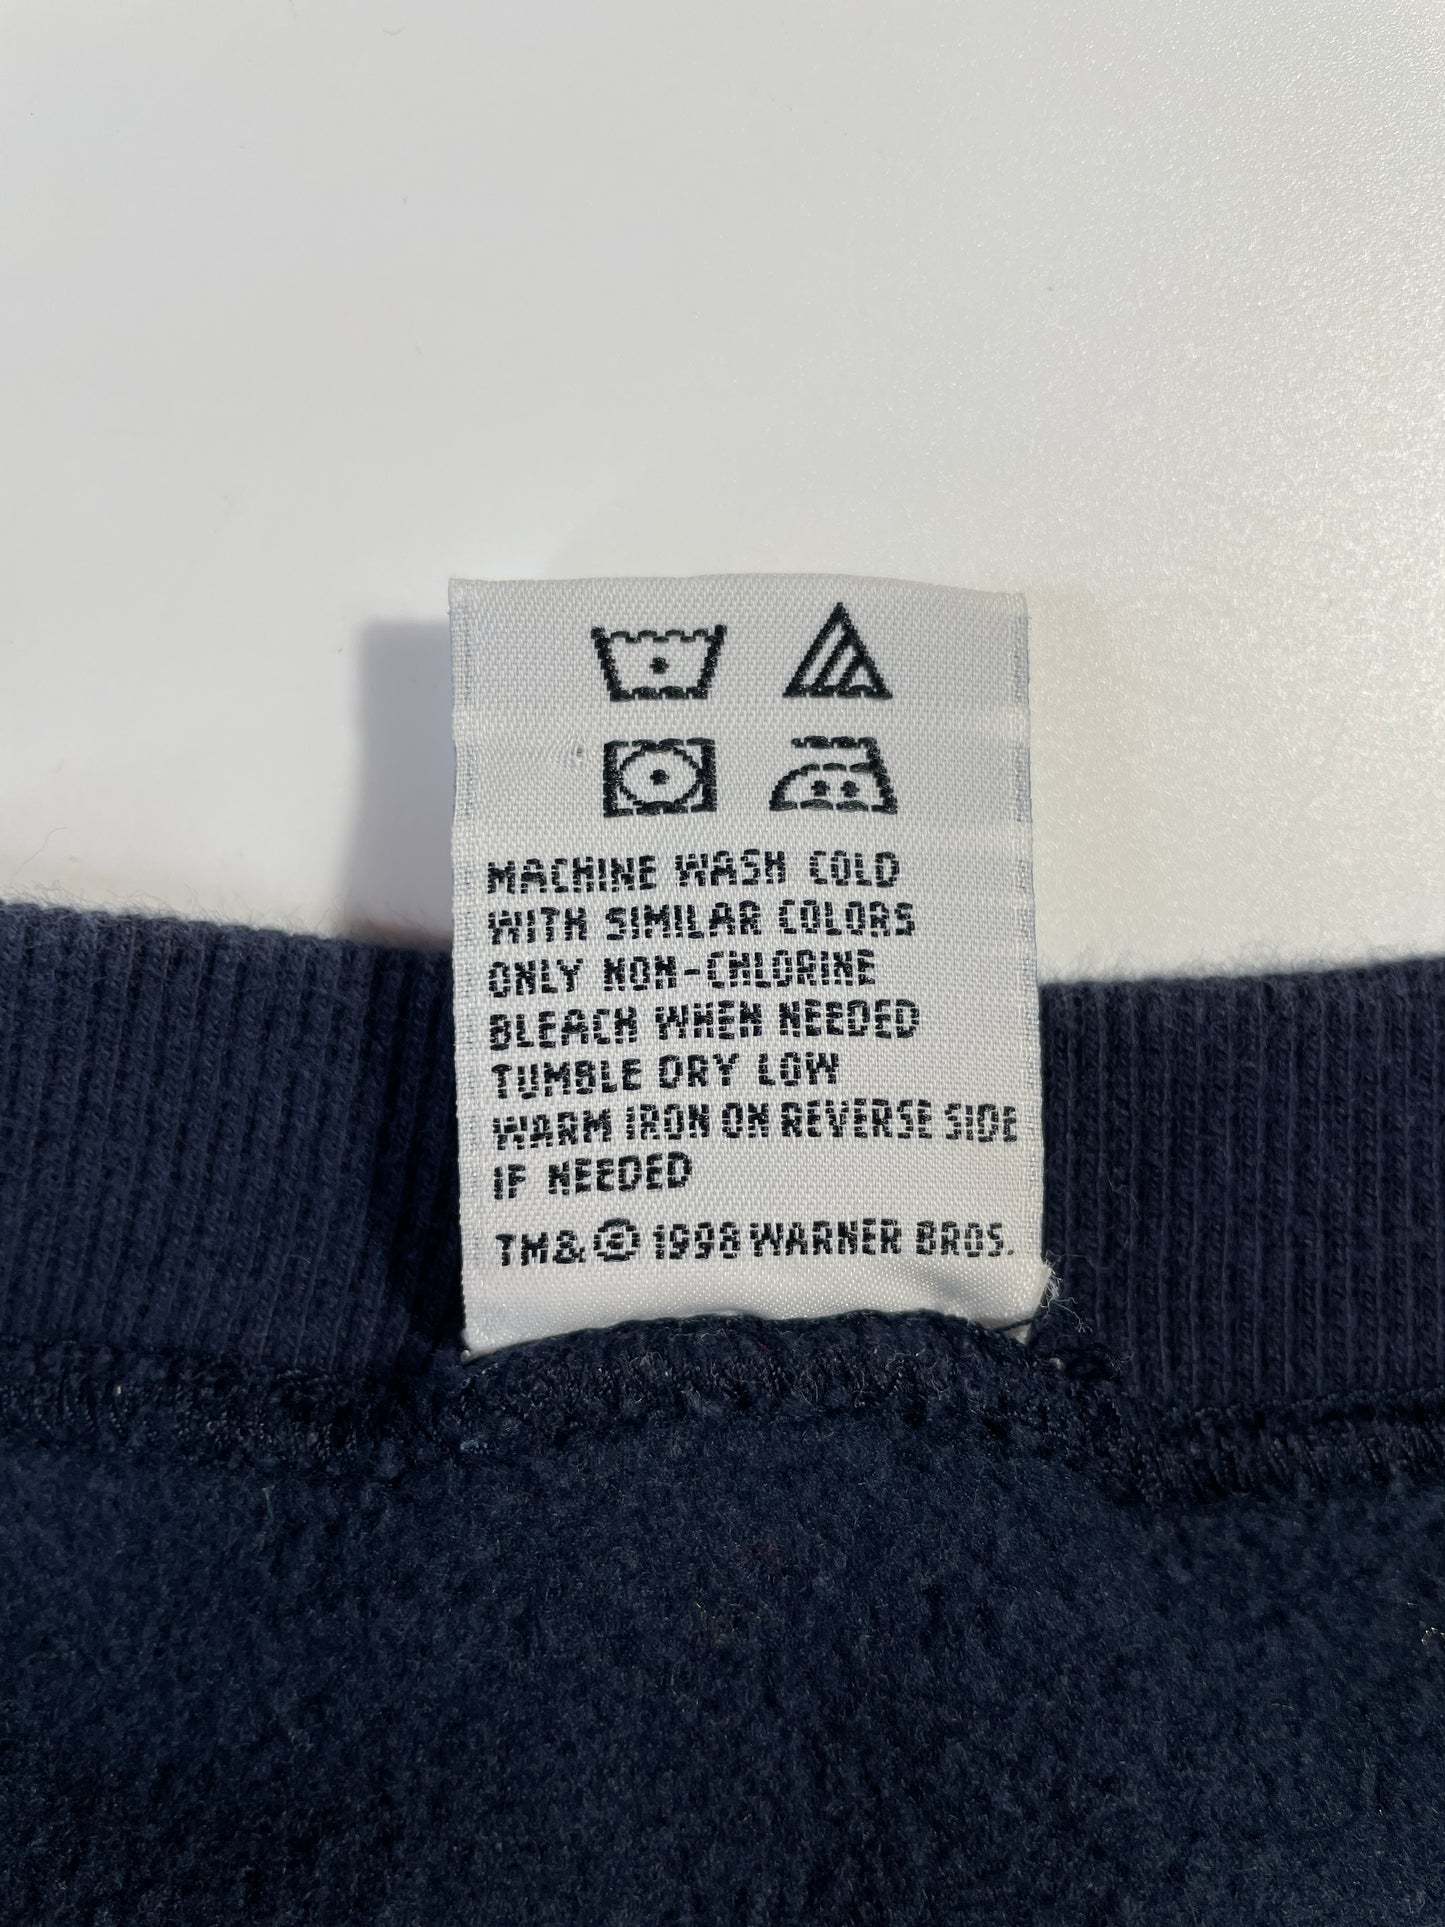 MACHINE WASH COLD
WITH SIMILAR COLORS
ONLY NON-CHLORINE
BLEACH WHEN NEEDED
TUMBLE DRY LOW
WARM IRON ON REVERSE SIDE
IF NEEDED
TM& © 1998 WARNER BROS.